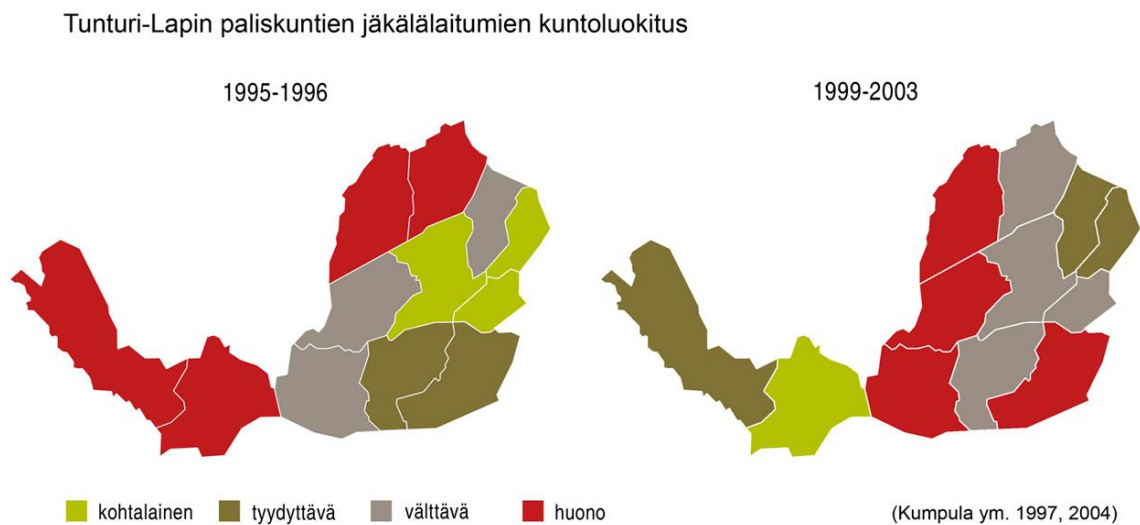 Tunturi-Lapin paliskuntien jäkälälaitumien kuntoluokitus
1995-1996
1999-2003
kohtalainen
tyydyttävä
välttävä
huono
(Kumpula ym. 1997, 2004)